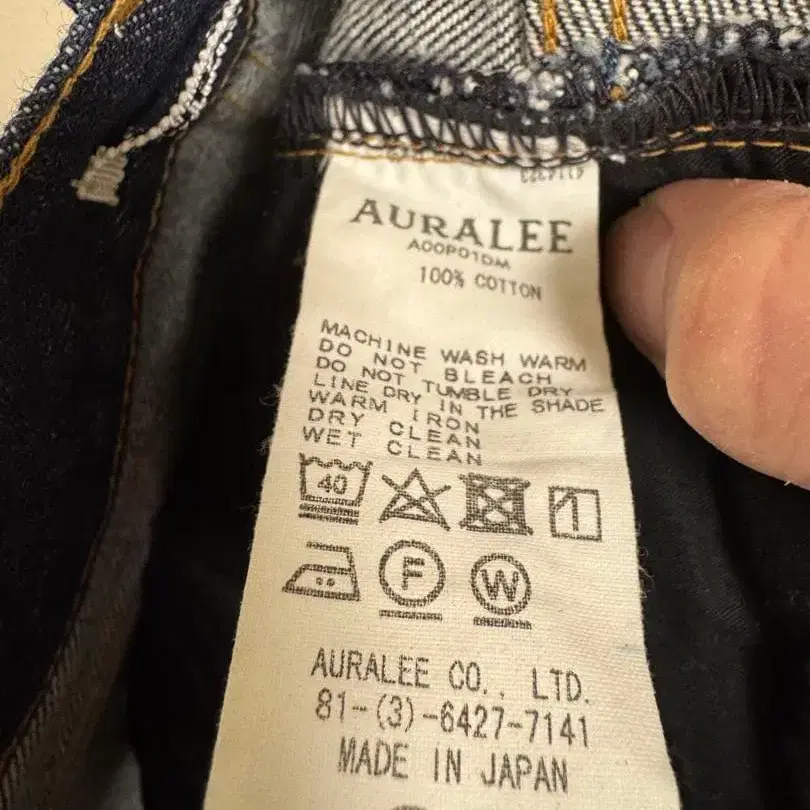 AURALEE
A00P01DM
100% COTTON
MACHINE WASH WARM
DO NOT BLEACH
DO NOT TUMBLE DRY
LINE DRY IN THE SHADE
WARM IRON
DRY CLEAN
WET CLEAN
40
F W
AURALEE CO., LTD.
81-(3)-6427-7141
MADE IN JAPAN